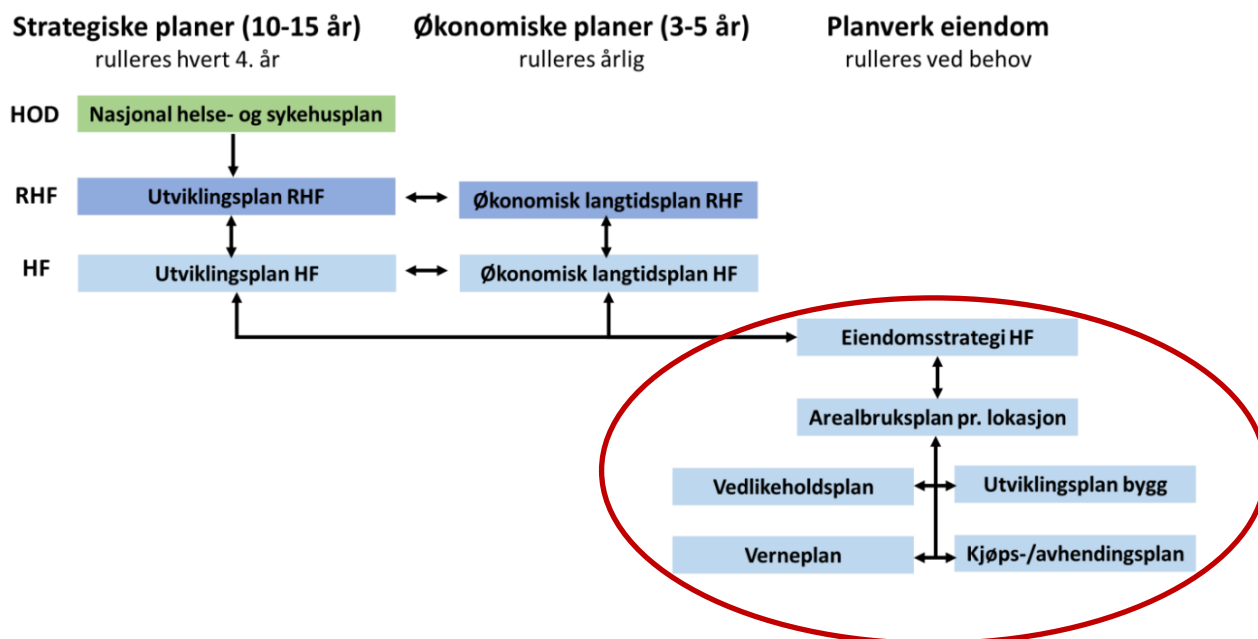 Strategiske planer (10-15 år)
rulleres hvert 4. år
Økonomiske planer (3-5 år)
rulleres årlig
Planverk eiendom
rulleres ved behov
HOD
Nasjonal helse- og sykehusplan
RHF
Utviklingsplan RHF
Økonomisk langtidsplan RHF
HF
Utviklingsplan HF
Økonomisk langtidsplan HF
Eiendomsstrategi HF
Arealbruksplan pr. lokasjon
Vedlikeholdsplan
Utviklingsplan bygg
Verneplan
Kjøps-/avhendingsplan